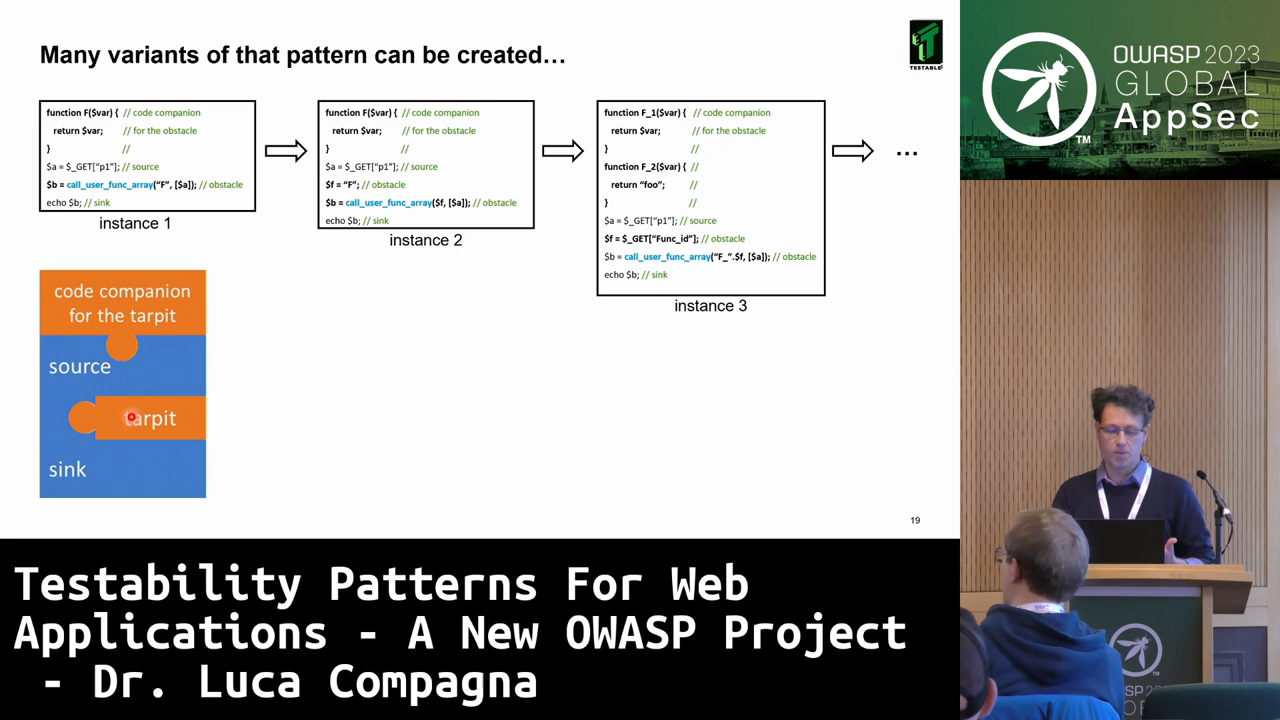 Many variants of that pattern can be created…
TESTABLE
function F($var) { // code companion
return $var; // for the obstacle
} //
$a = $_GET["p1"]; // source
$b = call_user_func_array("F", [$a]); // obstacle
echo $b; // sink
instance 1
function F($var) { // code companion
return $var; // for the obstacle
} //
$a = $_GET["p1"]; // source
$f = "F"; // obstacle
$b = call_user_func_array($f, [$a]); // obstacle
echo $b; // sink
instance 2
function F_1($var) { // code companion
return $var; // for the obstacle
} //
function F_2($var) { //
return "foo"; //
} //
$a = $_GET["p1"]; // source
$f = $_GET["Func_id"]; // obstacle
$b = call_user_func_array("F_".$f, [$a]); // obstacle
echo $b; // sink
instance 3
…
code companion
for the tarpit
source
tarpit
sink
19
OWASP 2023
GLOBAL
AppSec
TM
Testability Patterns For Web
Applications - A New OWASP Project
- Dr. Luca Compagna